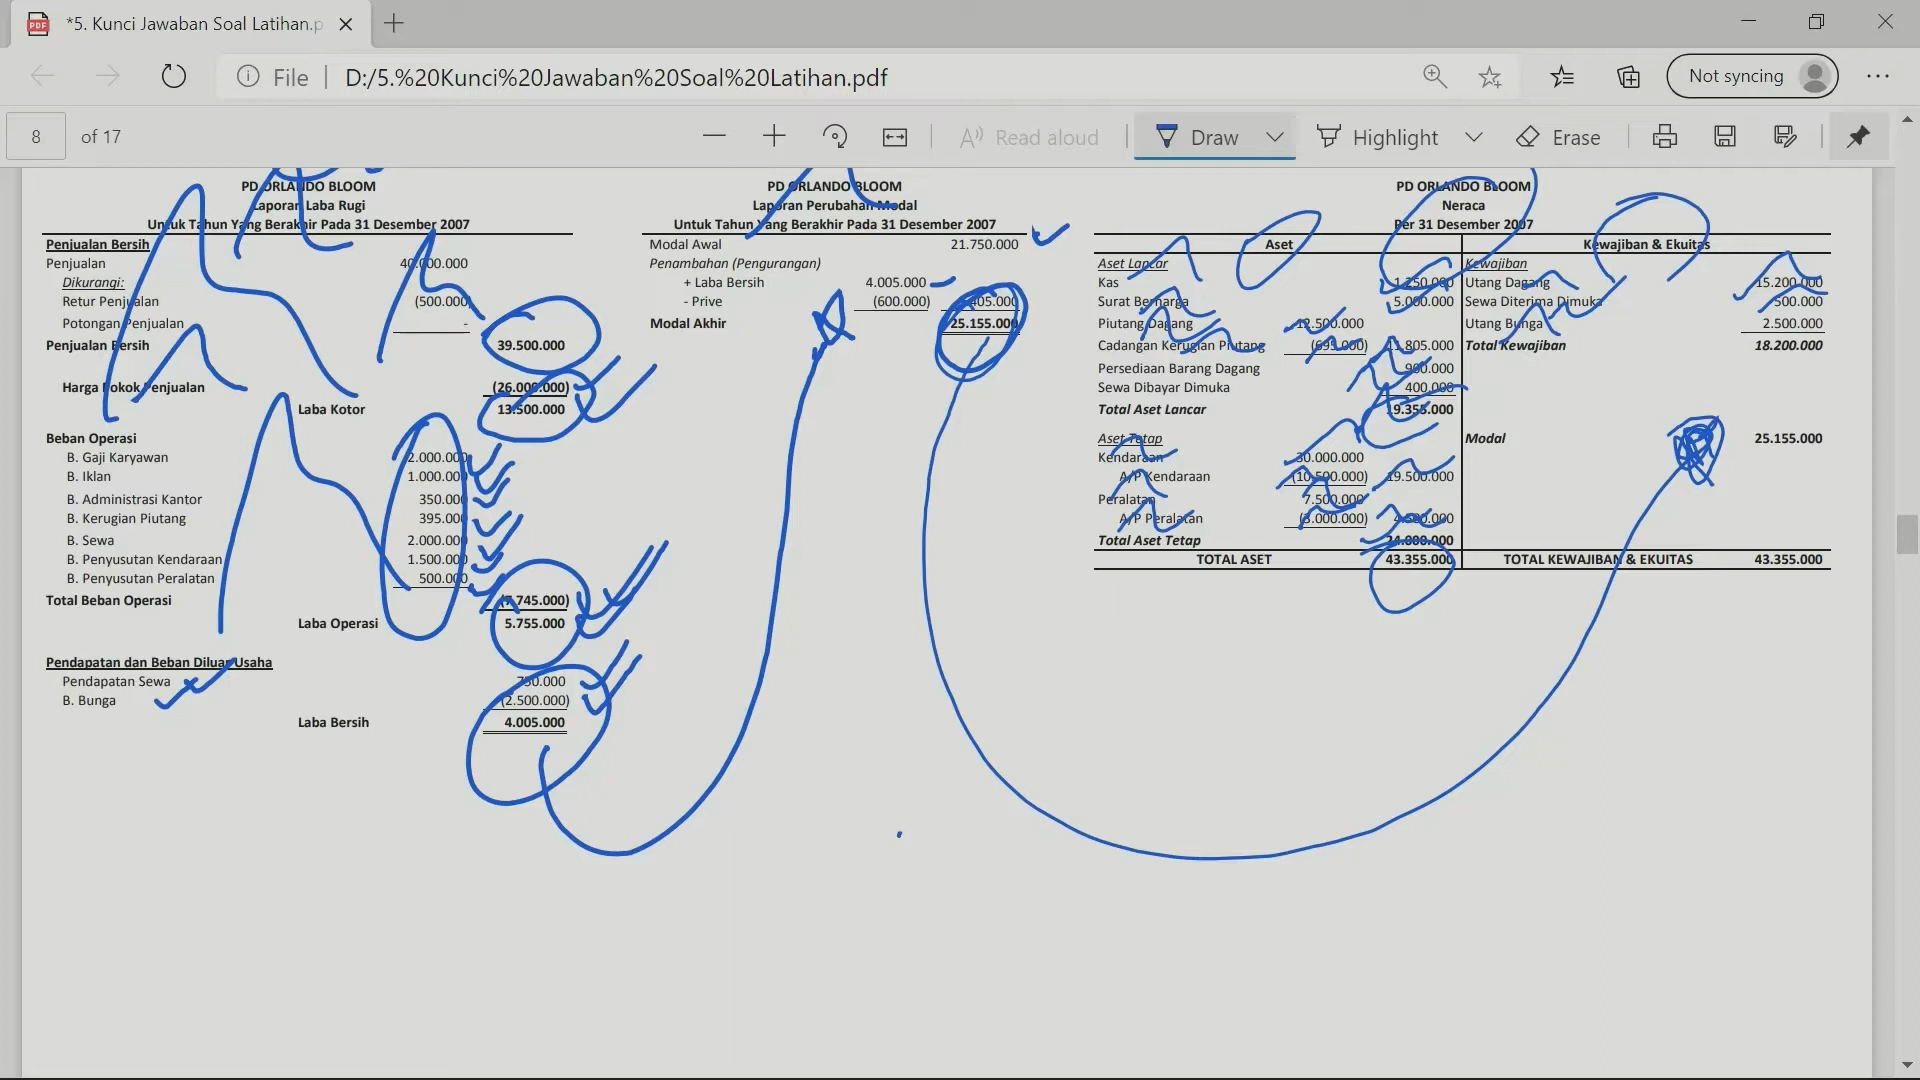 *5. Kunci Jawaban Soal Latihan.p
File D:/5.%20Kunci%20Jawaban%20Soal%20Latihan.pdf
Not syncing
8 of 17
Read aloud
Draw
Highlight
Erase
PD ORLANDO BLOOM
Laporan Laba Rugi
Untuk Tahun Yang Berakhir Pada 31 Desember 2007
Penjualan Bersih
Penjualan 40.000.000
Dikurangi:
Retur Penjualan (500.000)
Potongan Penjualan -
Penjualan Bersih 39.500.000
Harga Pokok Penjualan (26.000.000)
Laba Kotor 13.500.000
Beban Operasi
B. Gaji Karyawan 2.000.000
B. Iklan 1.000.000
B. Administrasi Kantor 350.000
B. Kerugian Piutang 395.000
B. Sewa 2.000.000
B. Penyusutan Kendaraan 1.500.000
B. Penyusutan Peralatan 500.000
Total Beban Operasi (7.745.000)
Laba Operasi 5.755.000
Pendapatan dan Beban Diluar Usaha
Pendapatan Sewa 750.000
B. Bunga (2.500.000)
Laba Bersih 4.005.000
PD ORLANDO BLOOM
Laporan Perubahan Modal
Untuk Tahun Yang Berakhir Pada 31 Desember 2007
Modal Awal 21.750.000
Penambahan (Pengurangan)
+ Laba Bersih 4.005.000
- Prive (600.000) 3.405.000
Modal Akhir 25.155.000
PD ORLANDO BLOOM
Neraca
Per 31 Desember 2007
Aset Kewajiban & Ekuitas
Aset Lancar Kewajiban
Kas 1.250.000 Utang Dagang 15.200.000
Surat Berharga 5.000.000 Sewa Diterima Dimuka 500.000
Piutang Dagang 12.500.000 Utang Bunga 2.500.000
Cadangan Kerugian Piutang (695.000) 11.805.000 Total Kewajiban 18.200.000
Persediaan Barang Dagang 900.000
Sewa Dibayar Dimuka 400.000
Total Aset Lancar 19.355.000
Aset Tetap Modal 25.155.000
Kendaraan 30.000.000
A/P Kendaraan (10.500.000) 19.500.000
Peralatan 7.500.000
A/P Peralatan (3.000.000) 4.500.000
Total Aset Tetap 24.000.000
TOTAL ASET 43.355.000 TOTAL KEWAJIBAN & EKUITAS 43.355.000